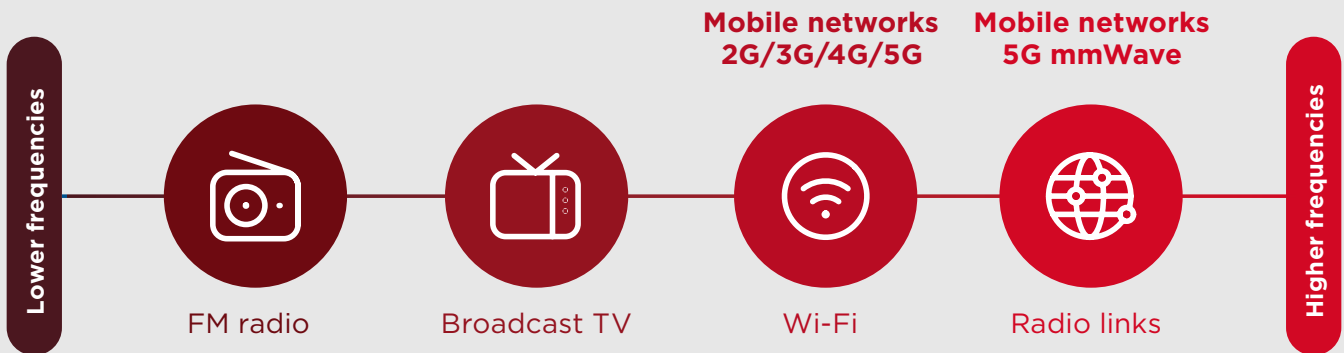 Mobile networks
2G/3G/4G/5G
Mobile networks
5G mmWave
Lower frequencies
Higher frequencies
FM radio
Broadcast TV
Wi-Fi
Radio links